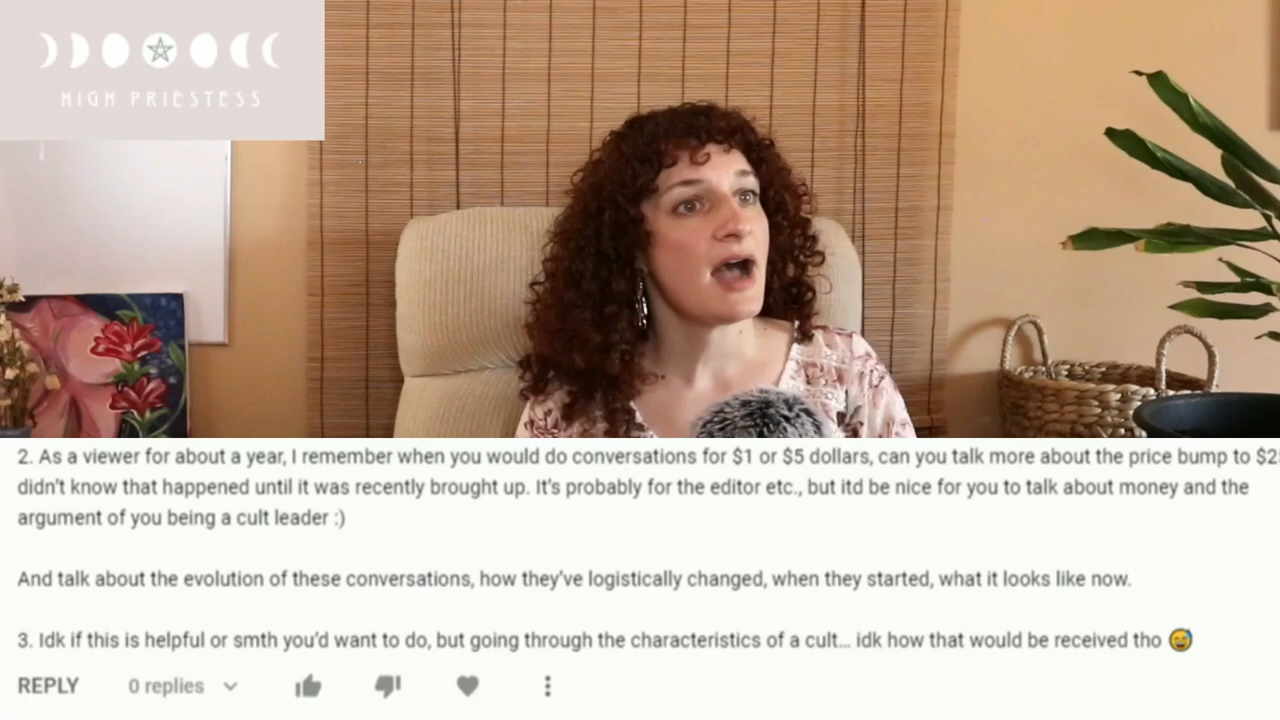 HIGH PRIESTESS
2. As a viewer for about a year, I remember when you would do conversations for $1 or $5 dollars, can you talk more about the price bump to
didn't know that happened until it was recently brought up. It's probably for the editor etc., but itd be nice for you to talk about money and the
argument of you being a cult leader :)
And talk about the evolution of these conversations, how they've logistically changed, when they started, what it looks like now.
3. Idk if this is helpful or smth you'd want to do, but going through the characteristics of a cult... idk how that would be received tho 😅
REPLY 0 replies